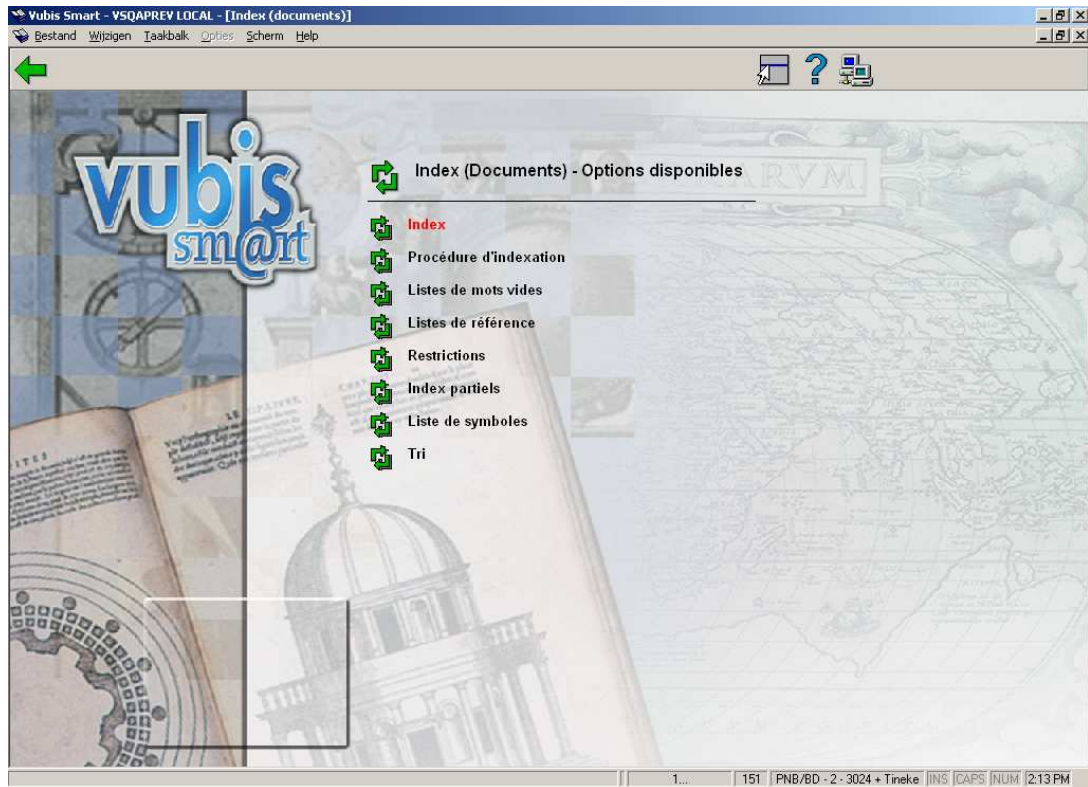 Vubis Smart - VSQAPREV LOCAL - [Index (documents)]
Bestand Wijzigen Taakbalk Opties Scherm Help
vubis
sm@rt
Index (Documents) - Options disponibles
ARVM
Index
Procédure d'indexation
Listes de mots vides
Listes de référence
Restrictions
Index partiels
Liste de symboles
Tri
1... 151 PNB/BD - 2 - 3024 + Tineke INS CAPS NUM 2:13 PM